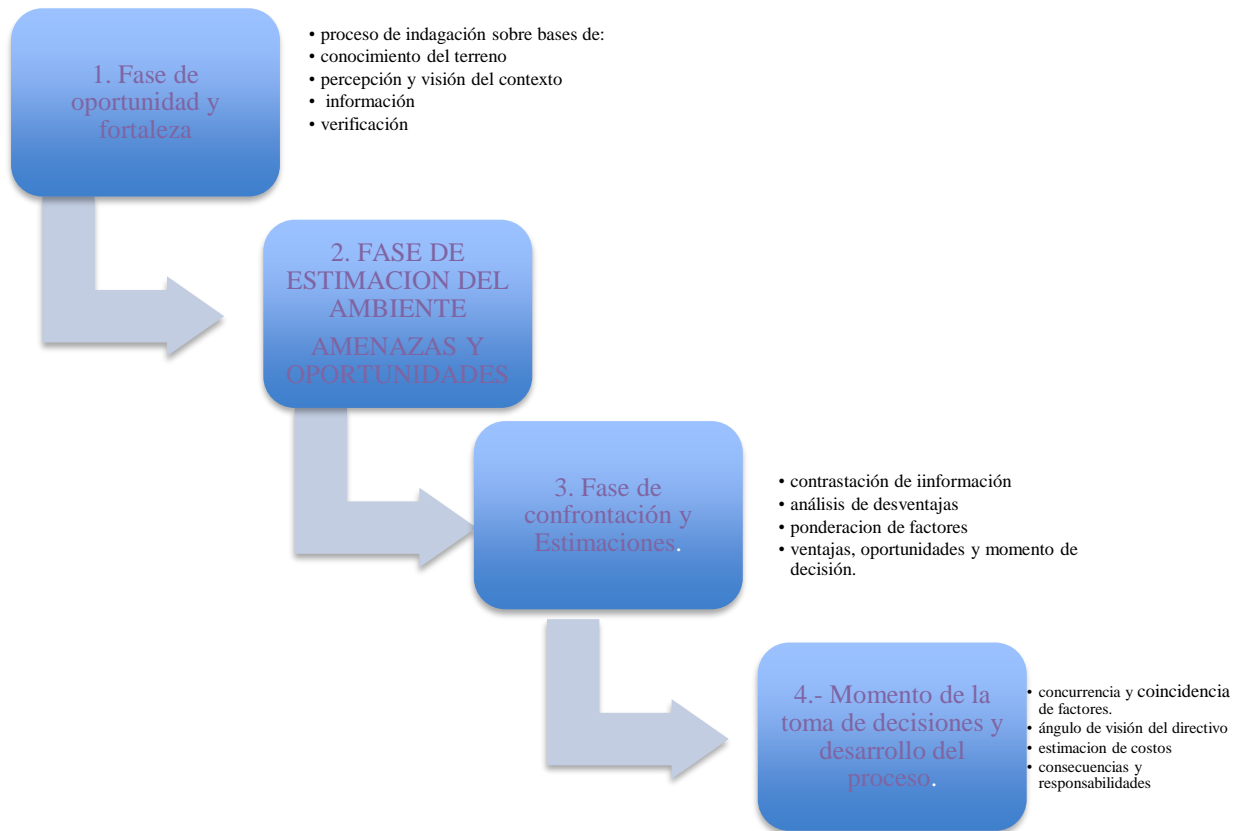 1. Fase de
oportunidad y
fortaleza
• proceso de indagación sobre bases de:
• conocimiento del terreno
• percepción y visión del contexto
• información
• verificación
2. FASE DE
ESTIMACION DEL
AMBIENTE
AMENAZAS Y
OPORTUNIDADES
3. Fase de
confrontación y
Estimaciones.
• contrastación de iinformación
• análisis de desventajas
• ponderacion de factores
• ventajas, oportunidades y momento de
decisión.
4.- Momento de la
toma de decisiones y
desarrollo del
proceso.
• concurrencia y coincidencia
de factores.
• ángulo de visión del directivo
• estimacion de costos
• consecuencias y
responsabilidades